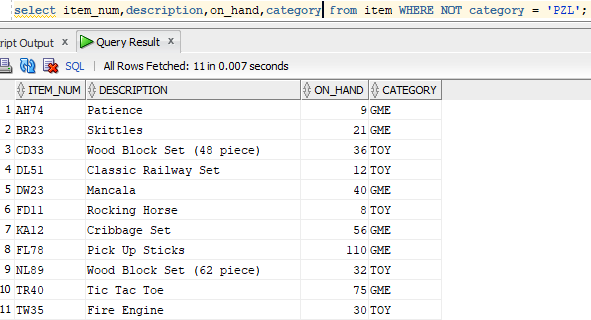 select item_num,description,on_hand,category from item WHERE NOT category = 'PZL';
ript Output x Query Result x
SQL | All Rows Fetched: 11 in 0.007 seconds
ITEM_NUM DESCRIPTION ON_HAND CATEGORY
1 AH74 Patience 9 GME
2 BR23 Skittles 21 GME
3 CD33 Wood Block Set (48 piece) 36 TOY
4 DL51 Classic Railway Set 12 TOY
5 DW23 Mancala 40 GME
6 FD11 Rocking Horse 8 TOY
7 KA12 Cribbage Set 56 GME
8 FL78 Pick Up Sticks 110 GME
9 NL89 Wood Block Set (62 piece) 32 TOY
10 TR40 Tic Tac Toe 75 GME
11 TW35 Fire Engine 30 TOY